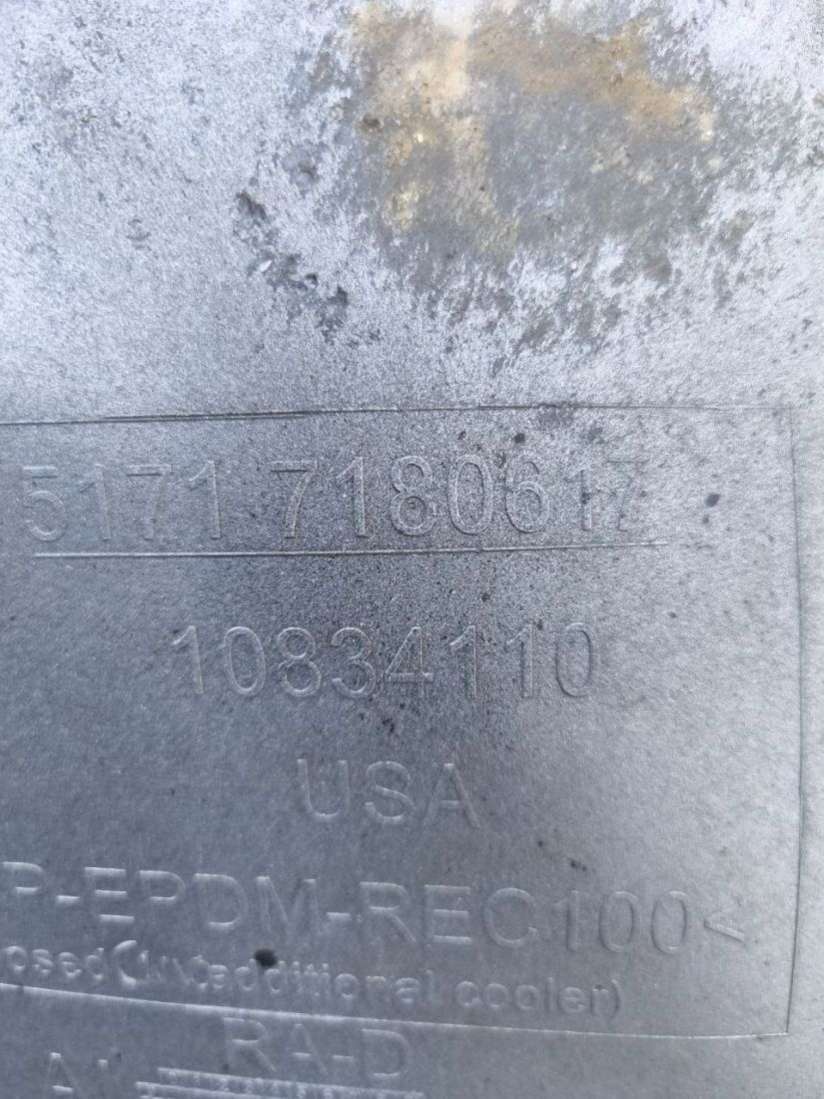 5171 7180617
10834110
USA
P-EPDM-REC100<
additional cooler)
RA-D